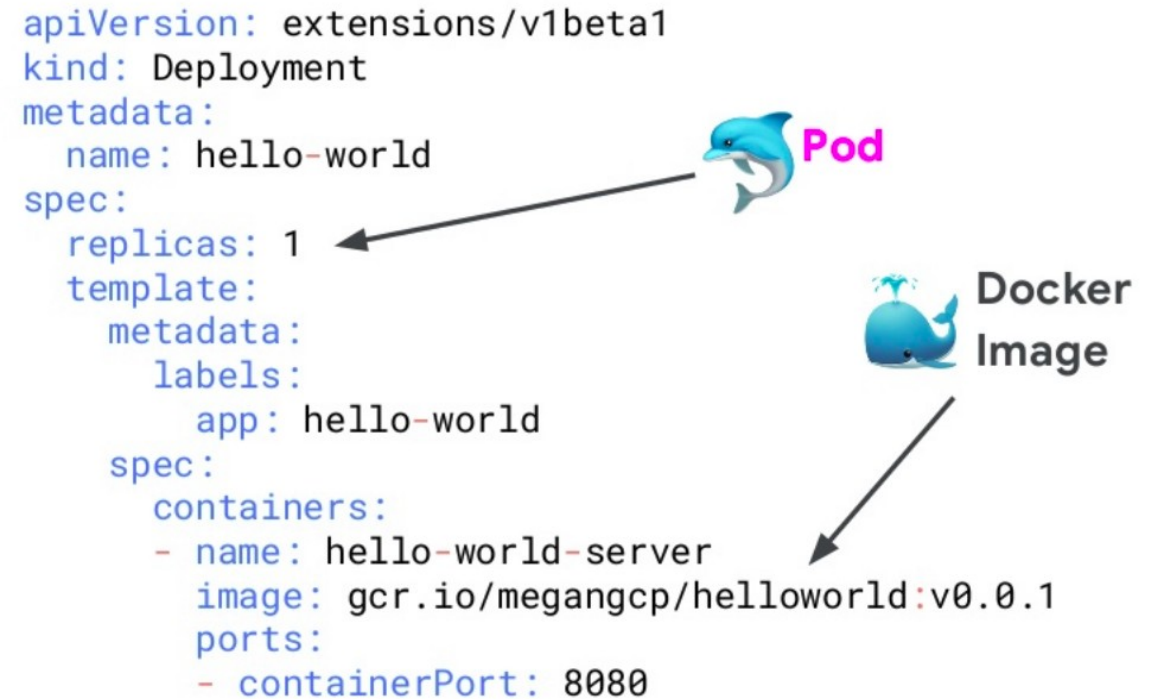 apiVersion: extensions/v1beta1
kind: Deployment
metadata:
  name: hello-world
Pod
spec:
  replicas: 1
  template:
Docker
Image
    metadata:
      labels:
        app: hello-world
    spec:
      containers:
      - name: hello-world-server
        image: gcr.io/megangcp/helloworld:v0.0.1
        ports:
        - containerPort: 8080